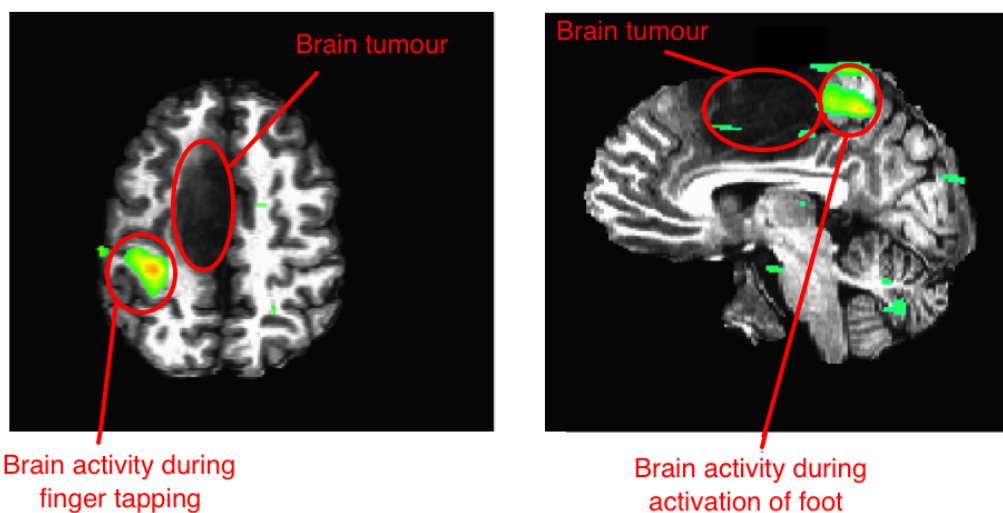 Brain tumour
Brain tumour
Brain activity during
finger tapping
Brain activity during
activation of foot